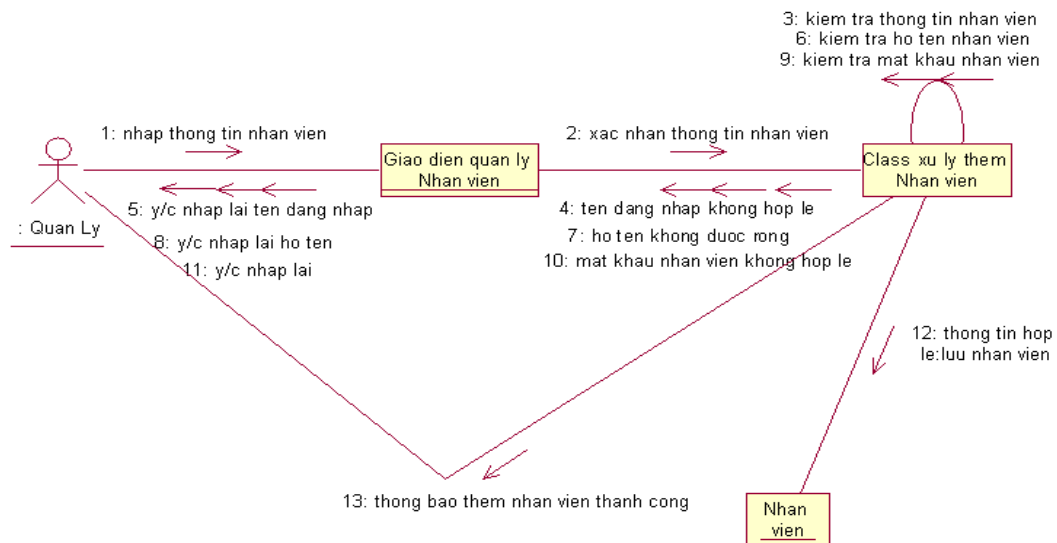 3: kiem tra thong tin nhan vien
6: kiem tra ho ten nhan vien
9: kiem tra mat khau nhan vien
1: nhap thong tin nhan vien
2: xac nhan thong tin nhan vien
Giao dien quan ly
Nhan vien
Class xu ly them
Nhan vien
: Quan Ly
5: y/c nhap lai ten dang nhap
8: y/c nhap lai ho ten
11: y/c nhap lai
4: ten dang nhap khong hop le
7: ho ten khong duoc rong
10: mat khau nhan vien khong hop le
12: thong tin hop
le:luu nhan vien
13: thong bao them nhan vien thanh cong
Nhan
vien